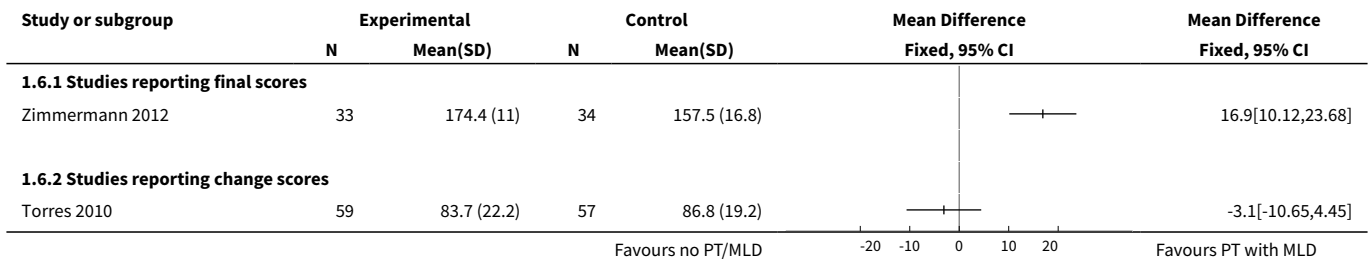 Study or subgroup Experimental Control Mean Difference Mean Difference
N Mean(SD) N Mean(SD) Fixed, 95% CI Fixed, 95% CI
1.6.1 Studies reporting final scores
Zimmermann 2012 33 174.4 (11) 34 157.5 (16.8) 16.9[10.12,23.68]
1.6.2 Studies reporting change scores
Torres 2010 59 83.7 (22.2) 57 86.8 (19.2) -3.1[-10.65,4.45]
Favours no PT/MLD -20 -10 0 10 20 Favours PT with MLD